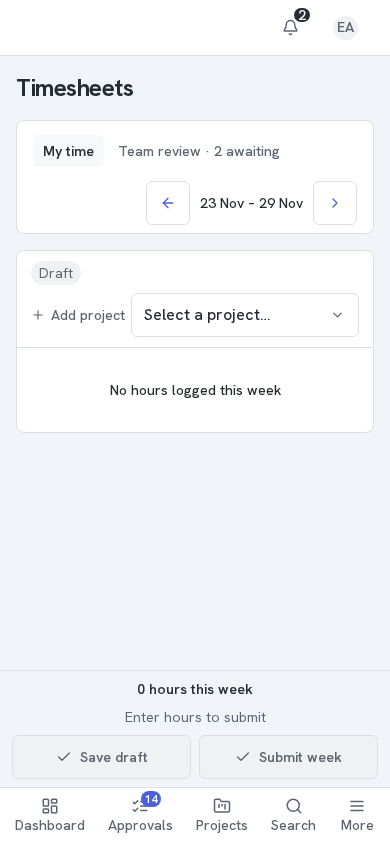 2
EA
Timesheets
My time
Team review · 2 awaiting
23 Nov – 29 Nov
Draft
Add project
Select a project...
No hours logged this week
0 hours this week
Enter hours to submit
Save draft
Submit week
14
Dashboard
Approvals
Projects
Search
More